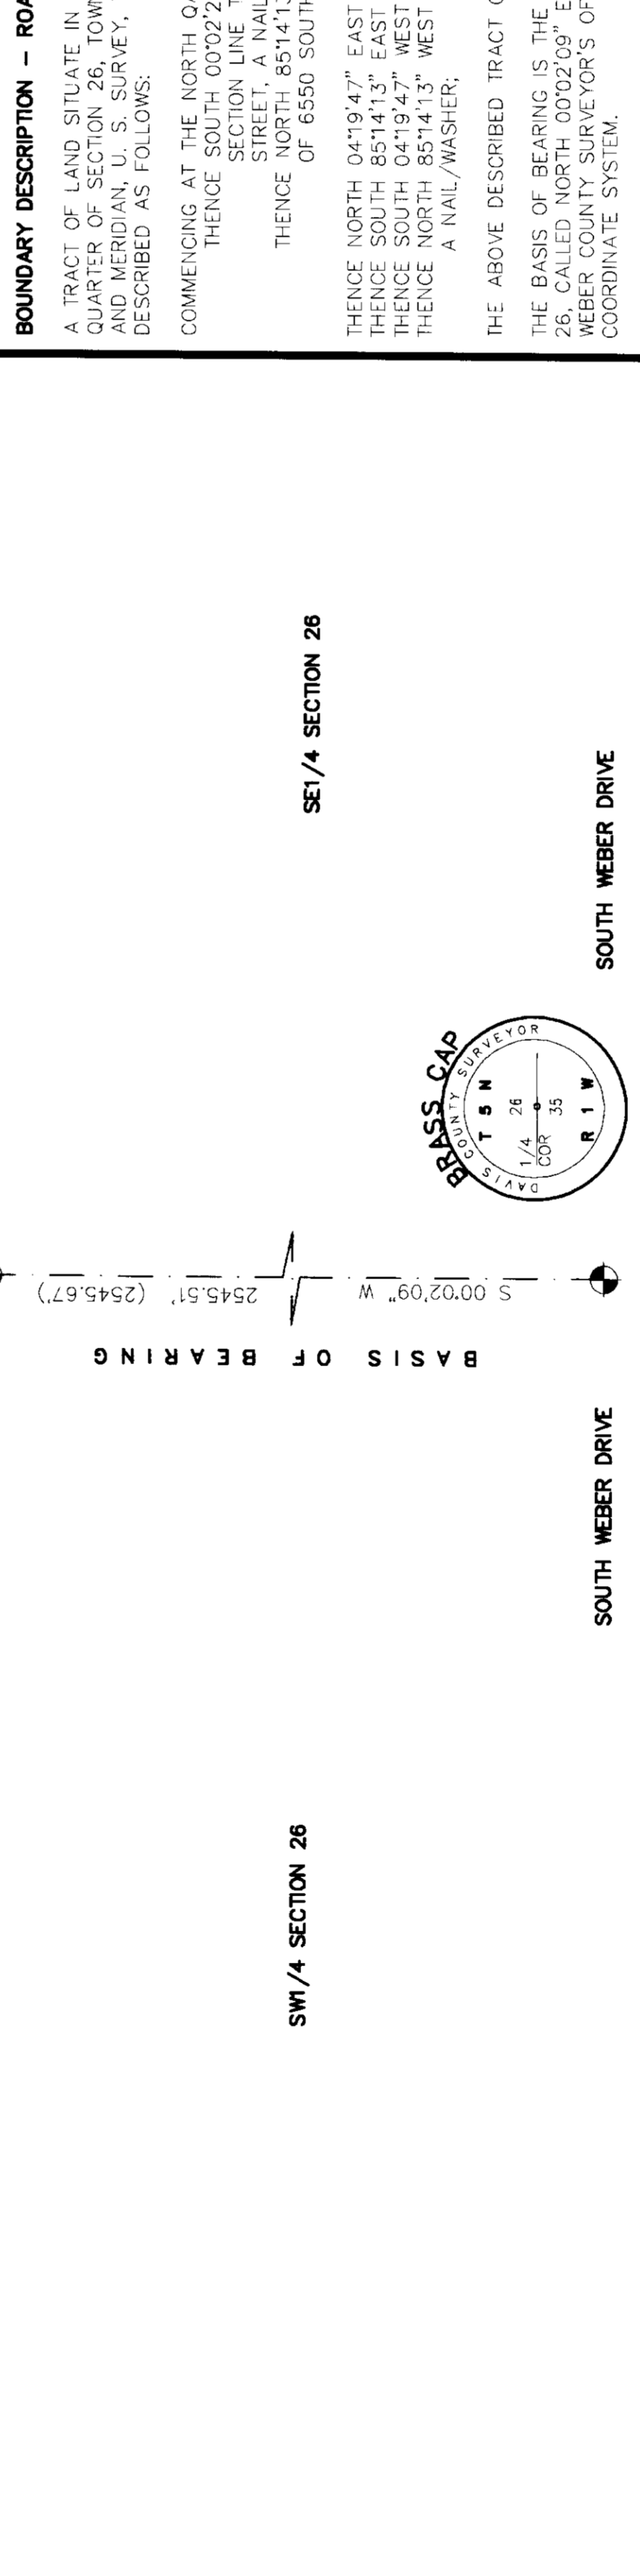 BOUNDARY DESCRIPTION – ROA
A TRACT OF LAND SITUATE IN
QUARTER OF SECTION 26, TOWN
AND MERIDIAN, U. S. SURVEY,
DESCRIBED AS FOLLOWS:
COMMENCING AT THE NORTH QA
THENCE SOUTH 00°02'2
SECTION LINE T
STREET, A NAIL
THENCE NORTH 85°14'13
OF 6550 SOUTH
THENCE NORTH 04°19'47" EAST
THENCE SOUTH 85°14'13" EAST
THENCE SOUTH 04°19'47" WEST
THENCE NORTH 85°14'13" WEST
A NAIL/WASHER;
THE ABOVE DESCRIBED TRACT
THE BASIS OF BEARING IS THE
26, CALLED NORTH 00°02'09" E
WEBER COUNTY SURVEYOR'S OF
COORDINATE SYSTEM.
SE1/4 SECTION 26
SOUTH WEBER DRIVE
BRASS CAP
DAVIS COUNTY SURVEYOR
T 5 N
1/4 26
COR 35
R 1 W
S 00°02'09" W 2545.51' (2545.67')
BASIS OF BEARING
SOUTH WEBER DRIVE
SW1/4 SECTION 26